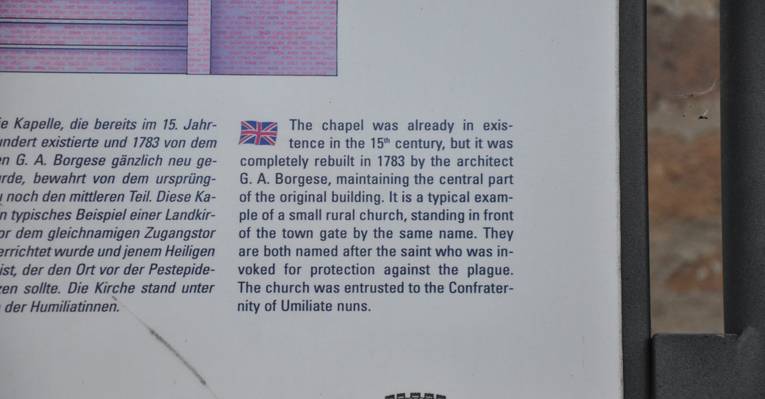 ie Kapelle, die bereits im 15. Jahr-
undert existierte und 1783 von dem
en G. A. Borgese gänzlich neu ge-
urde, bewahrt von dem ursprüng-
u noch den mittleren Teil. Diese Ka-
n typisches Beispiel einer Landkir-
or dem gleichnamigen Zugangstor
errichtet wurde und jenem Heiligen
ist, der den Ort vor der Pestepide-
zen sollte. Die Kirche stand unter
der Humiliatinnen.
The chapel was already in exis-
tence in the 15th century, but it was
completely rebuilt in 1783 by the architect
G. A. Borgese, maintaining the central part
of the original building. It is a typical exam-
ple of a small rural church, standing in front
of the town gate by the same name. They
are both named after the saint who was in-
voked for protection against the plague.
The church was entrusted to the Confrater-
nity of Umiliate nuns.